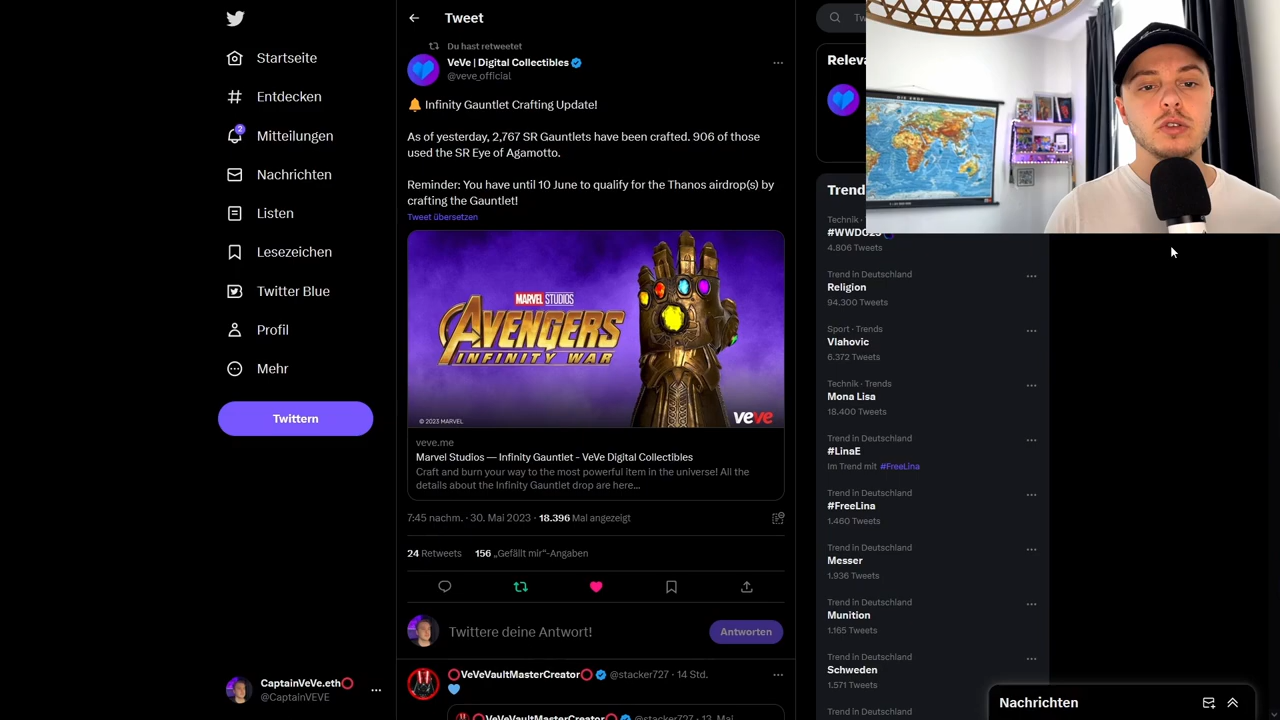 Startseite
Entdecken
2
Mitteilungen
Nachrichten
Listen
Lesezeichen
Twitter Blue
Profil
Mehr
Twittern
CaptainVeVe.eth
@CaptainVEVE
Tweet
Du hast retweetet
VeVe | Digital Collectibles
@veve_official
🔔 Infinity Gauntlet Crafting Update!
As of yesterday, 2,767 SR Gauntlets have been crafted. 906 of those
used the SR Eye of Agamotto.
Reminder: You have until 10 June to qualify for the Thanos airdrop(s) by
crafting the Gauntlet!
Tweet übersetzen
MARVEL STUDIOS
AVENGERS
INFINITY WAR
© 2023 MARVEL
veve
veve.me
Marvel Studios — Infinity Gauntlet - VeVe Digital Collectibles
Craft and burn your way to the most powerful item in the universe! All the
details about the Infinity Gauntlet drop are here...
7:45 nachm. · 30. Mai 2023 · 18.396 Mal angezeigt
24 Retweets 156 „Gefällt mir“-Angaben
Twittere deine Antwort!
Antworten
VeVeVaultMasterCreator @stacker727 · 14 Std.
VeVeVaultMasterCreator @stacker727 · 13. Mai
Tw
Releva
Trend
Technik ·
#WWDC23
4.806 Tweets
Trend in Deutschland
Religion
94.300 Tweets
Sport · Trends
Vlahovic
6.372 Tweets
Technik · Trends
Mona Lisa
18.400 Tweets
Trend in Deutschland
#LinaE
Im Trend mit #FreeLina
Trend in Deutschland
#FreeLina
1.460 Tweets
Trend in Deutschland
Messer
1.936 Tweets
Trend in Deutschland
Munition
1.165 Tweets
Trend in Deutschland
Schweden
1.571 Tweets
Trend in Deutschland
Nachrichten